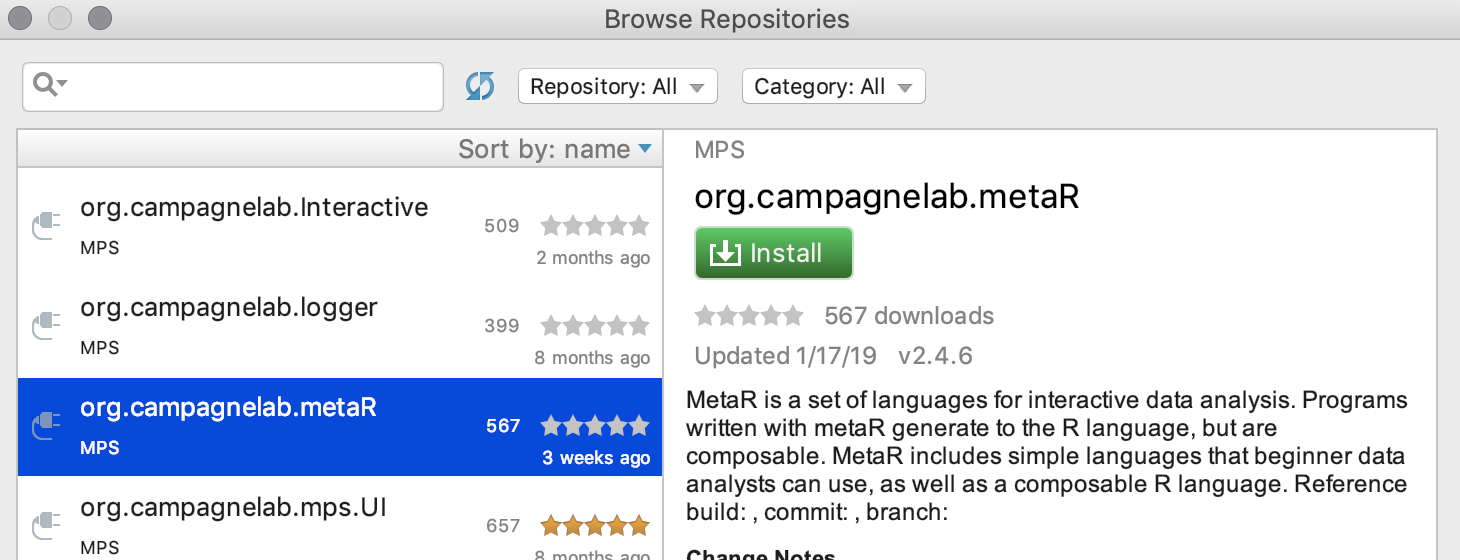 Browse Repositories
Repository: All
Category: All
Sort by: name
org.campagnelab.Interactive
509
MPS
2 months ago
org.campagnelab.logger
399
MPS
8 months ago
org.campagnelab.metaR
567
MPS
3 weeks ago
org.campagnelab.mps.UI
657
MPS
8 months ago
MPS
org.campagnelab.metaR
Install
567 downloads
Updated 1/17/19 v2.4.6
MetaR is a set of languages for interactive data analysis. Programs
written with metaR generate to the R language, but are
composable. MetaR includes simple languages that beginner data
analysts can use, as well as a composable R language. Reference
build: , commit: , branch:
Change Notes